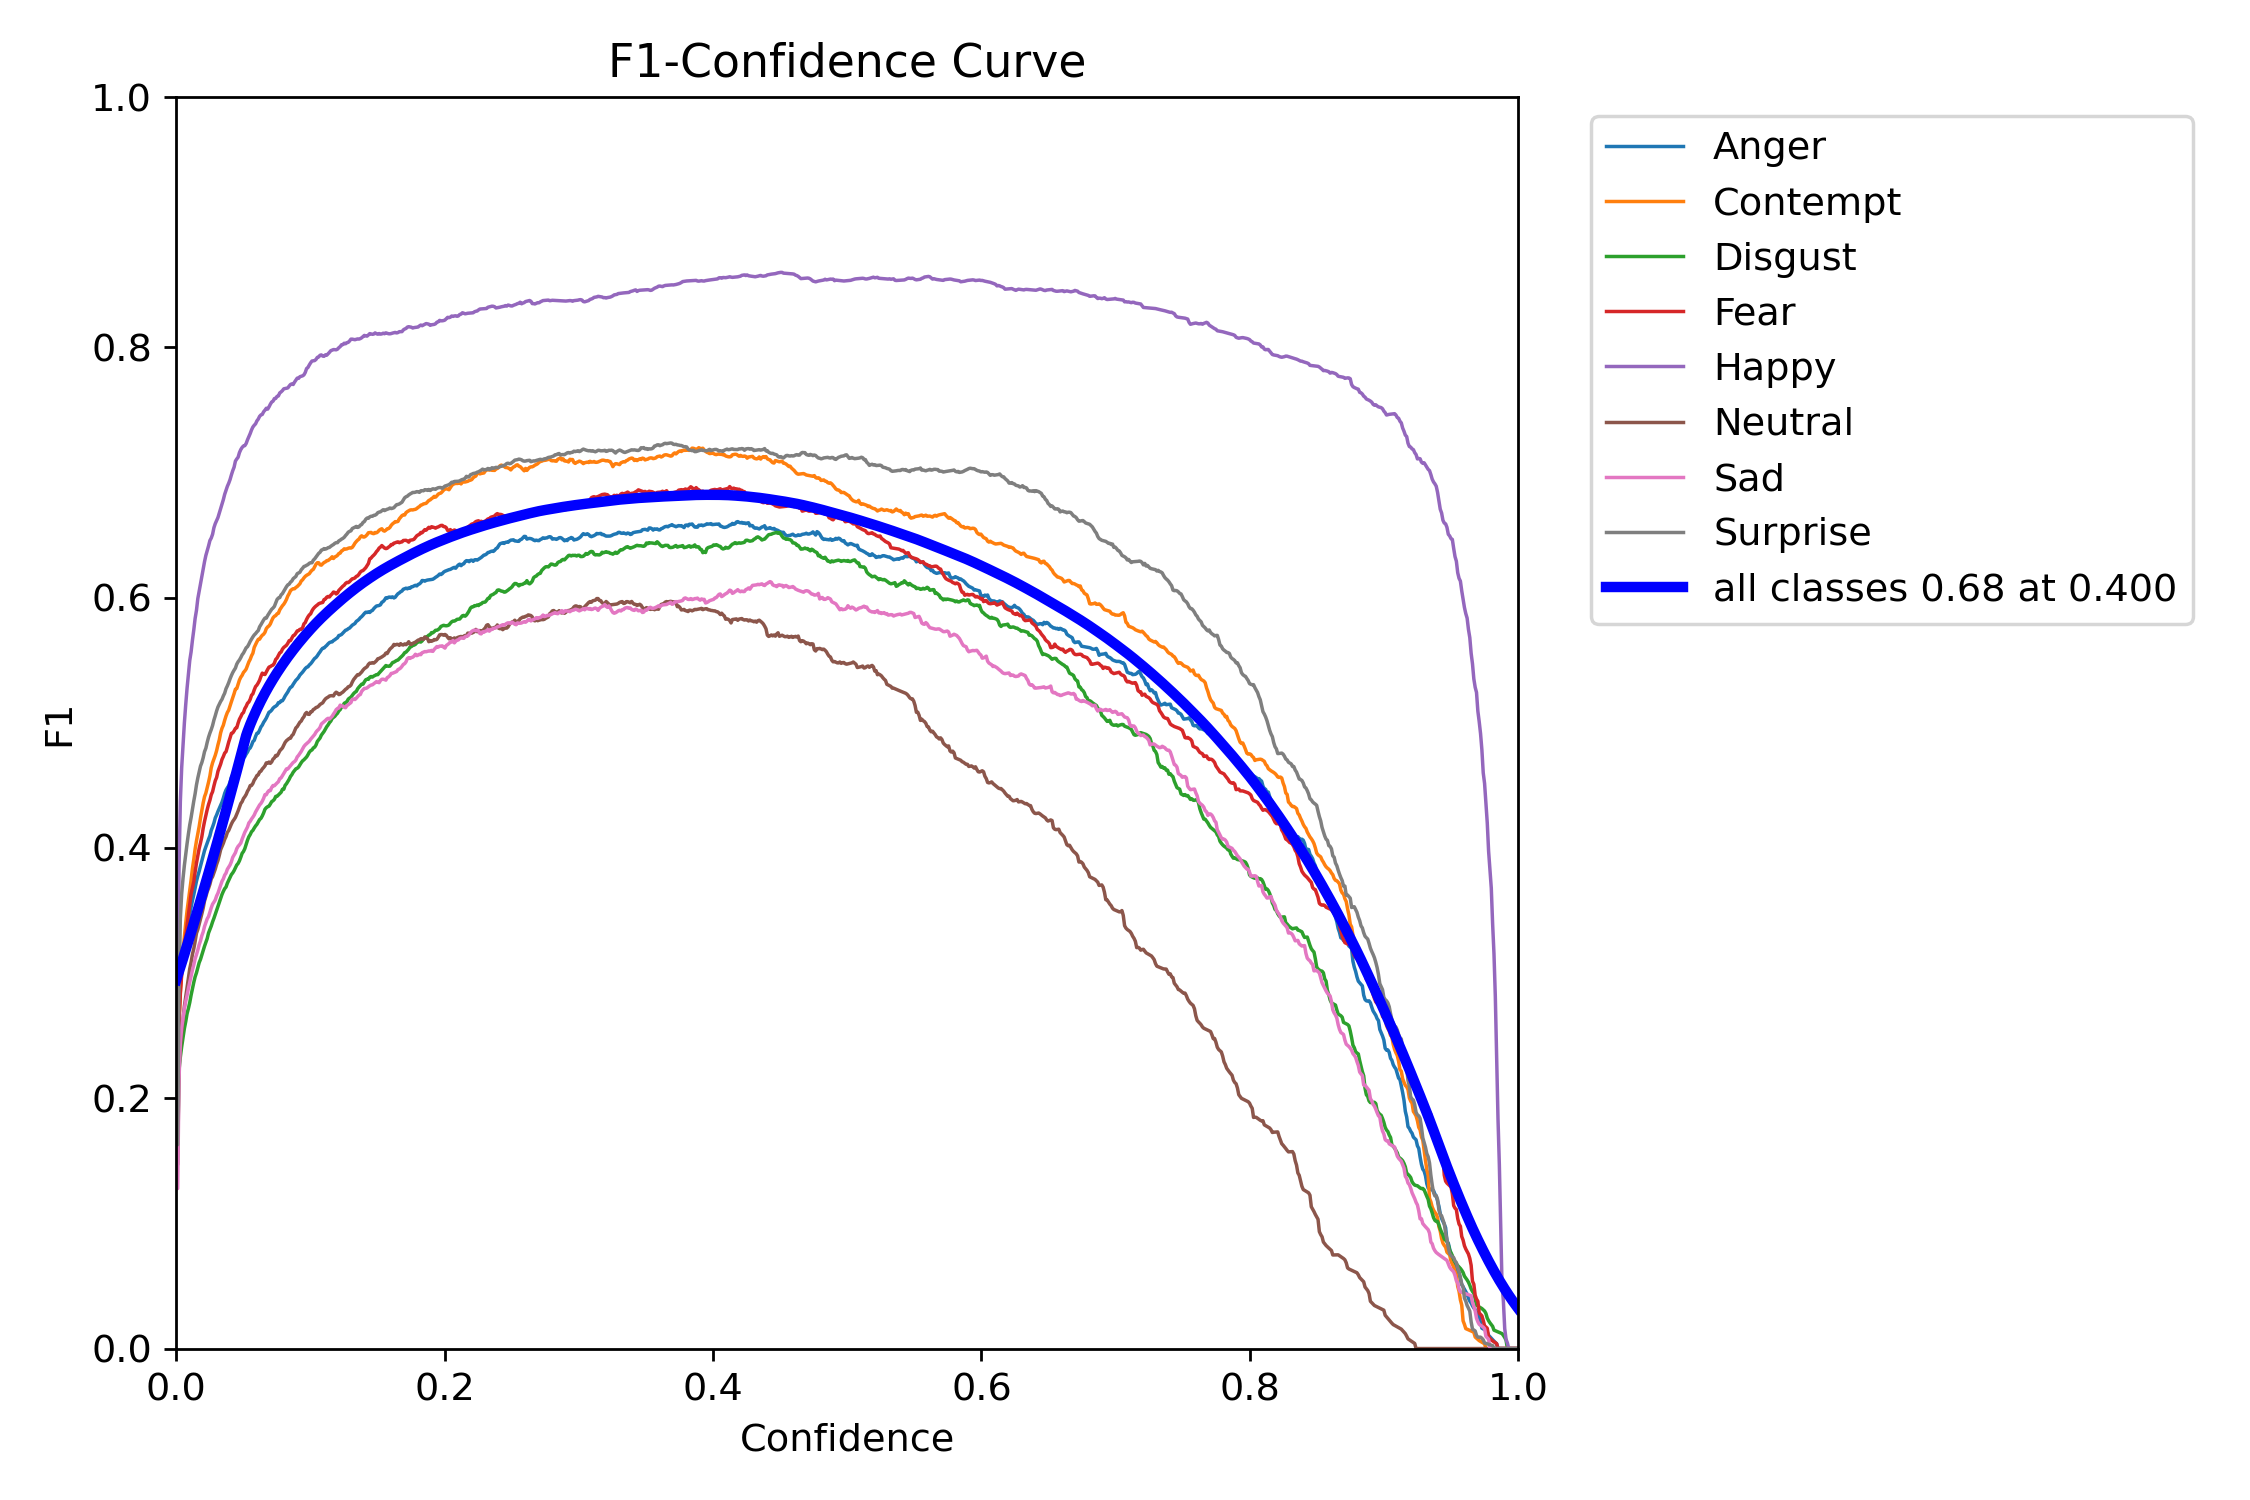 F1-Confidence Curve
1.0
0.8
0.6
0.4
0.2
0.0
F1
0.0 0.2 0.4 0.6 0.8 1.0
Confidence
Anger
Contempt
Disgust
Fear
Happy
Neutral
Sad
Surprise
all classes 0.68 at 0.400